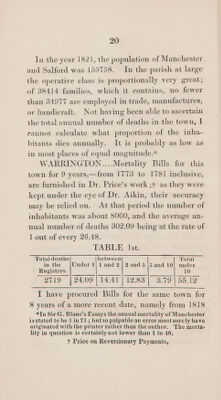 20
In the year 1821, the population of Manchester
and Salford was 155758. In the parish at large
the operative class is proportionally very great;
of 38414 families, which it contains, no fewer
than 34977 are employed in trade, manufactures,
or handicraft. Not having been able to ascertain
the total annual number of deaths in the town, I
cannot calculate what proportion of the inha-
bitants dies annually. It is probably as low as
in most places of equal magnitude.*
WARRINGTON....Mortality Bills for this
town for 9 years,—from 1773 to 1781 inclusive,
are furnished in Dr. Price's work;† as they were
kept under the eye of Dr. Aikin, their accuracy
may be relied on. At that period the number of
inhabitants was about 8000, and the average an-
nual number of deaths 302,09 being at the rate of
1 out of every 26.48.
TABLE 1st.
Total deaths in the Registers. | Under 1 | between 1 and 2 | 2 and 5 | 5 and 10 | Total under 10
2719 | 24,09 | 14.41 | 12.83 | 3.79 | 55.12
I have procured Bills for the same town for
8 years of a more recent date, namely from 1818
*In Sir G. Blane's Essays the annual mortality of Manchester
is stated to be 1 in 71; but so palpable an error most surely have
originated with the printer rather than the author. The morta-
lity in question is certainly not lower than 1 in 40.
† Price on Reversionary Payments,